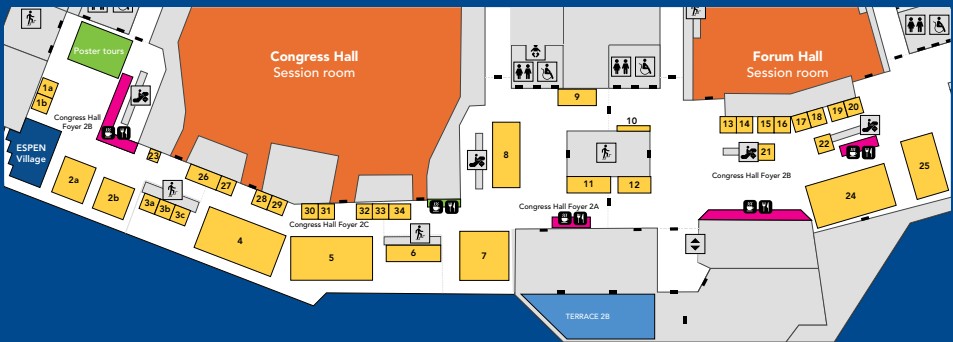 Poster tours
Congress Hall
Session room
Forum Hall
Session room
1a
1b
Congress Hall
Foyer 2B
ESPEN
Village
2a
2b
3a
3b
3c
23
26
27
28
29
30
31
32
33
34
Congress Hall Foyer 2C
4
5
6
7
8
9
10
11
12
Congress Hall Foyer 2A
TERRACE 2B
13
14
15
16
17
18
19
20
21
22
Congress Hall Foyer 2B
24
25